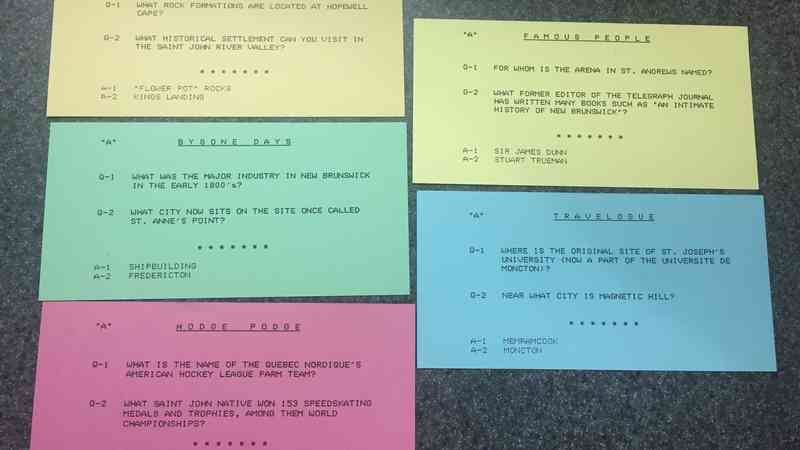 Q-1 WHAT ROCK FORMATIONS ARE LOCATED AT HOPEWELL
CAPE?
Q-2 WHAT HISTORICAL SETTLEMENT CAN YOU VISIT IN
THE SAINT JOHN RIVER VALLEY?
* * * * * * *
A-1 "FLOWER POT" ROCKS
A-2 KINGS LANDING
"A" BYGONE DAYS
Q-1 WHAT WAS THE MAJOR INDUSTRY IN NEW BRUNSWICK
IN THE EARLY 1800's?
Q-2 WHAT CITY NOW SITS ON THE SITE ONCE CALLED
ST. ANNE'S POINT?
* * * * * * *
A-1 SHIPBUILDING
A-2 FREDERICTON
"A" HODGE PODGE
Q-1 WHAT IS THE NAME OF THE QUEBEC NORDIQUE'S
AMERICAN HOCKEY LEAGUE FARM TEAM?
Q-2 WHAT SAINT JOHN NATIVE WON 153 SPEEDSKATING
MEDALS AND TROPHIES, AMONG THEM WORLD
CHAMPIONSHIPS?
* * * * * * *
"A" FAMOUS PEOPLE
Q-1 FOR WHOM IS THE ARENA IN ST. ANDREWS NAMED?
Q-2 WHAT FORMER EDITOR OF THE TELEGRAPH JOURNAL
HAS WRITTEN MANY BOOKS SUCH AS "AN INTIMATE
HISTORY OF NEW BRUNSWICK"?
* * * * * * *
A-1 SIR JAMES DUNN
A-2 STUART TRUEMAN
"A" TRAVELOGUE
Q-1 WHERE IS THE ORIGINAL SITE OF ST. JOSEPH'S
UNIVERSITY (NOW A PART OF THE UNIVERSITE DE
MONCTON)?
Q-2 NEAR WHAT CITY IS MAGNETIC HILL?
* * * * * * *
A-1 MEMRAMCOOK
A-2 MONCTON